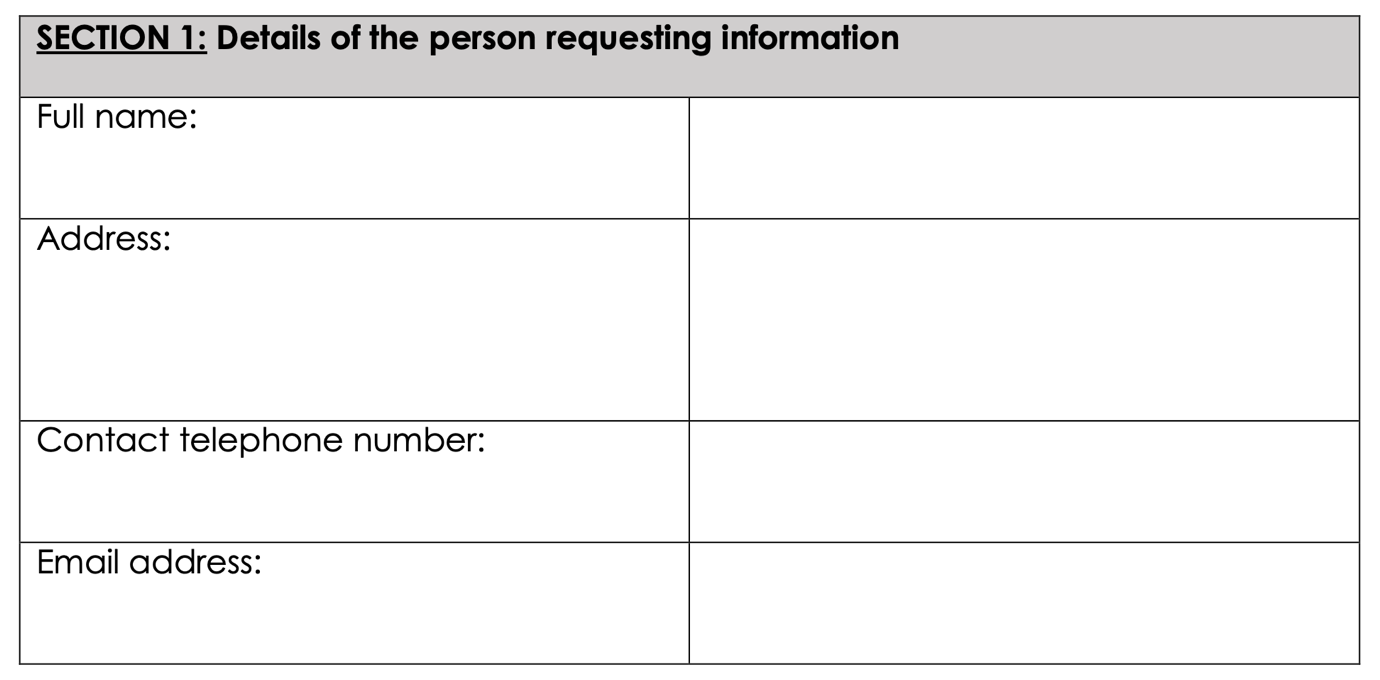 SECTION 1: Details of the person requesting information
Full name:
Address:
Contact telephone number:
Email address: